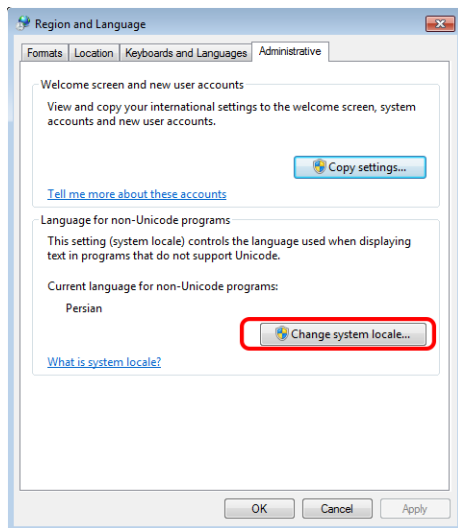 Region and Language
Formats Location Keyboards and Languages Administrative
Welcome screen and new user accounts
View and copy your international settings to the welcome screen, system
accounts and new user accounts.
Copy settings...
Tell me more about these accounts
Language for non-Unicode programs
This setting (system locale) controls the language used when displaying
text in programs that do not support Unicode.
Current language for non-Unicode programs:
Persian
Change system locale...
What is system locale?
OK Cancel Apply